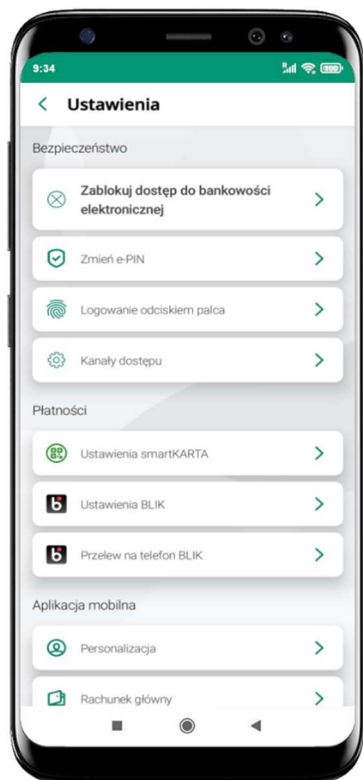 9:34
Ustawienia
Bezpieczeństwo
Zablokuj dostęp do bankowości
elektronicznej
Zmień e-PIN
Logowanie odciskiem palca
Kanały dostępu
Płatności
Ustawienia smartKARTA
Ustawienia BLIK
Przelew na telefon BLIK
Aplikacja mobilna
Personalizacja
Rachunek główny